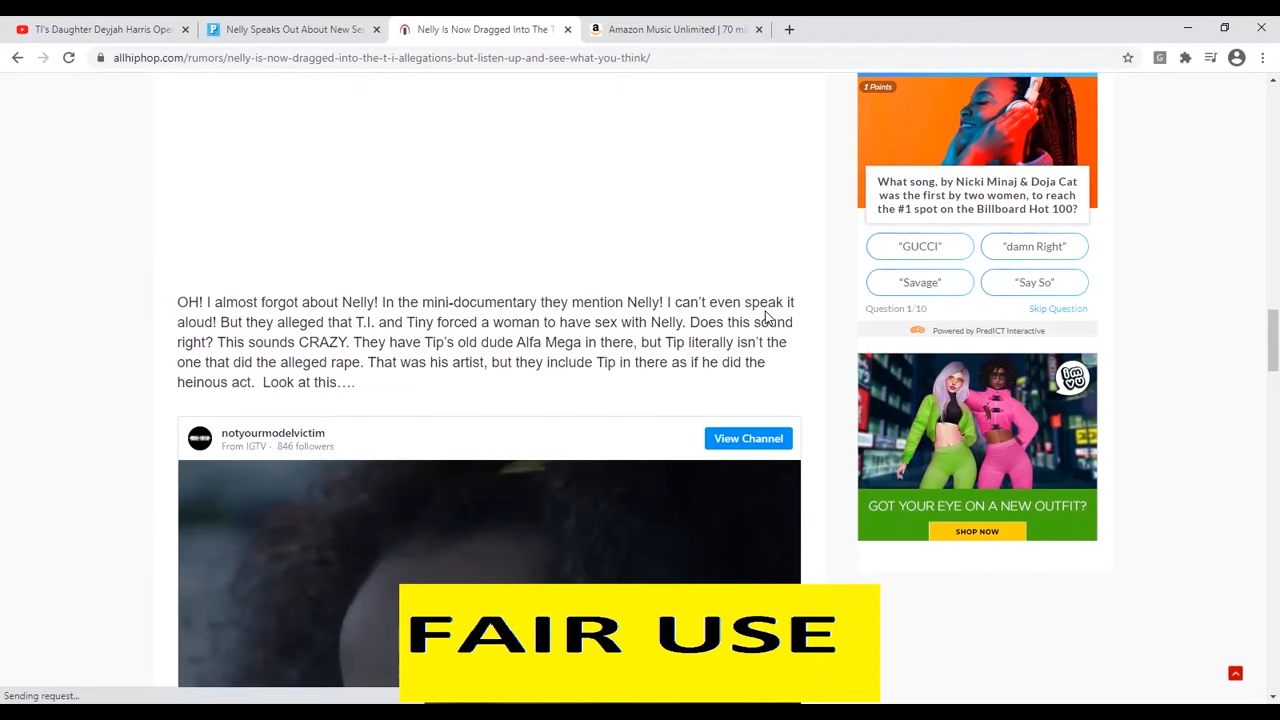 TI's Daughter Deyjah Harris Oper
Nelly Speaks Out About New Se
Nelly Is Now Dragged Into The T
Amazon Music Unlimited | 70 mi
allhiphop.com/rumors/nelly-is-now-dragged-into-the-t-i-allegations-but-listen-up-and-see-what-you-think/
1 Points
What song, by Nicki Minaj & Doja Cat
was the first by two women, to reach
the #1 spot on the Billboard Hot 100?
"GUCCI"
"damn Right"
"Savage"
"Say So"
Question 1/10
Skip Question
Powered by PredICT Interactive
OH! I almost forgot about Nelly! In the mini-documentary they mention Nelly! I can't even speak it
aloud! But they alleged that T.I. and Tiny forced a woman to have sex with Nelly. Does this sound
right? This sounds CRAZY. They have Tip's old dude Alfa Mega in there, but Tip literally isn't the
one that did the alleged rape. That was his artist, but they include Tip in there as if he did the
heinous act.  Look at this….
notyourmodelvictim
From IGTV · 846 followers
View Channel
imvu
GOT YOUR EYE ON A NEW OUTFIT?
SHOP NOW
FAIR USE
Sending request...